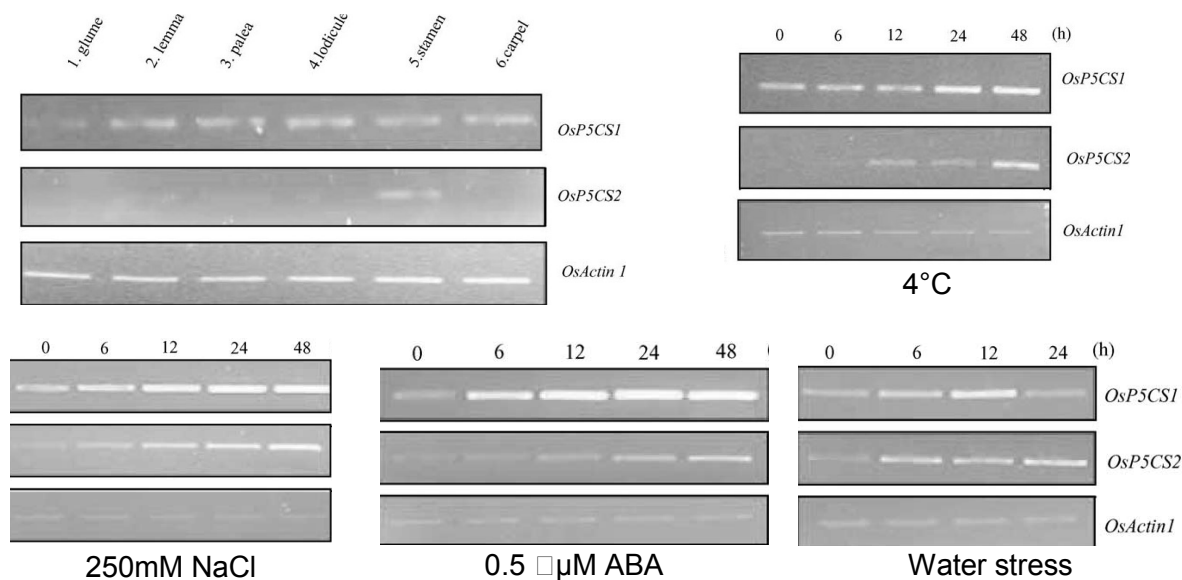 1. glume 2. lemma 3. palea 4.lodicule 5.stamen 6.carpel
OsP5CS1
OsP5CS2
OsActin 1
0 6 12 24 48 (h)
OsP5CS1
OsP5CS2
OsActin1
4°C
0 6 12 24 48
250mM NaCl
0 6 12 24 48
0.5 □μM ABA
0 6 12 24 (h)
OsP5CS1
OsP5CS2
OsActin1
Water stress